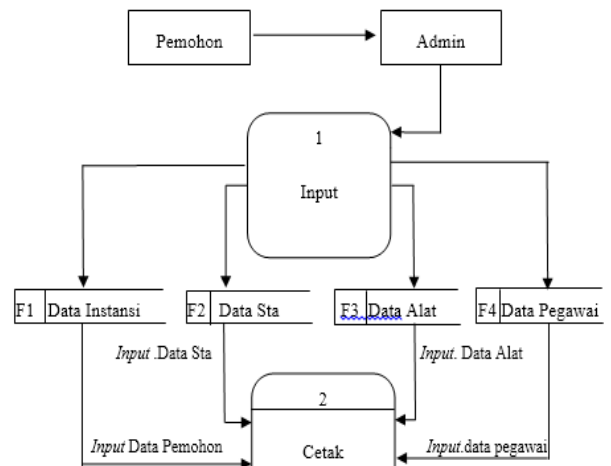 Pemohon
Admin
1
Input
F1 Data Instansi
F2 Data Sta
F3 Data Alat
F4 Data Pegawai
Input .Data Sta
Input. Data Alat
2
Input Data Pemohon
Cetak
Input.data pegawai